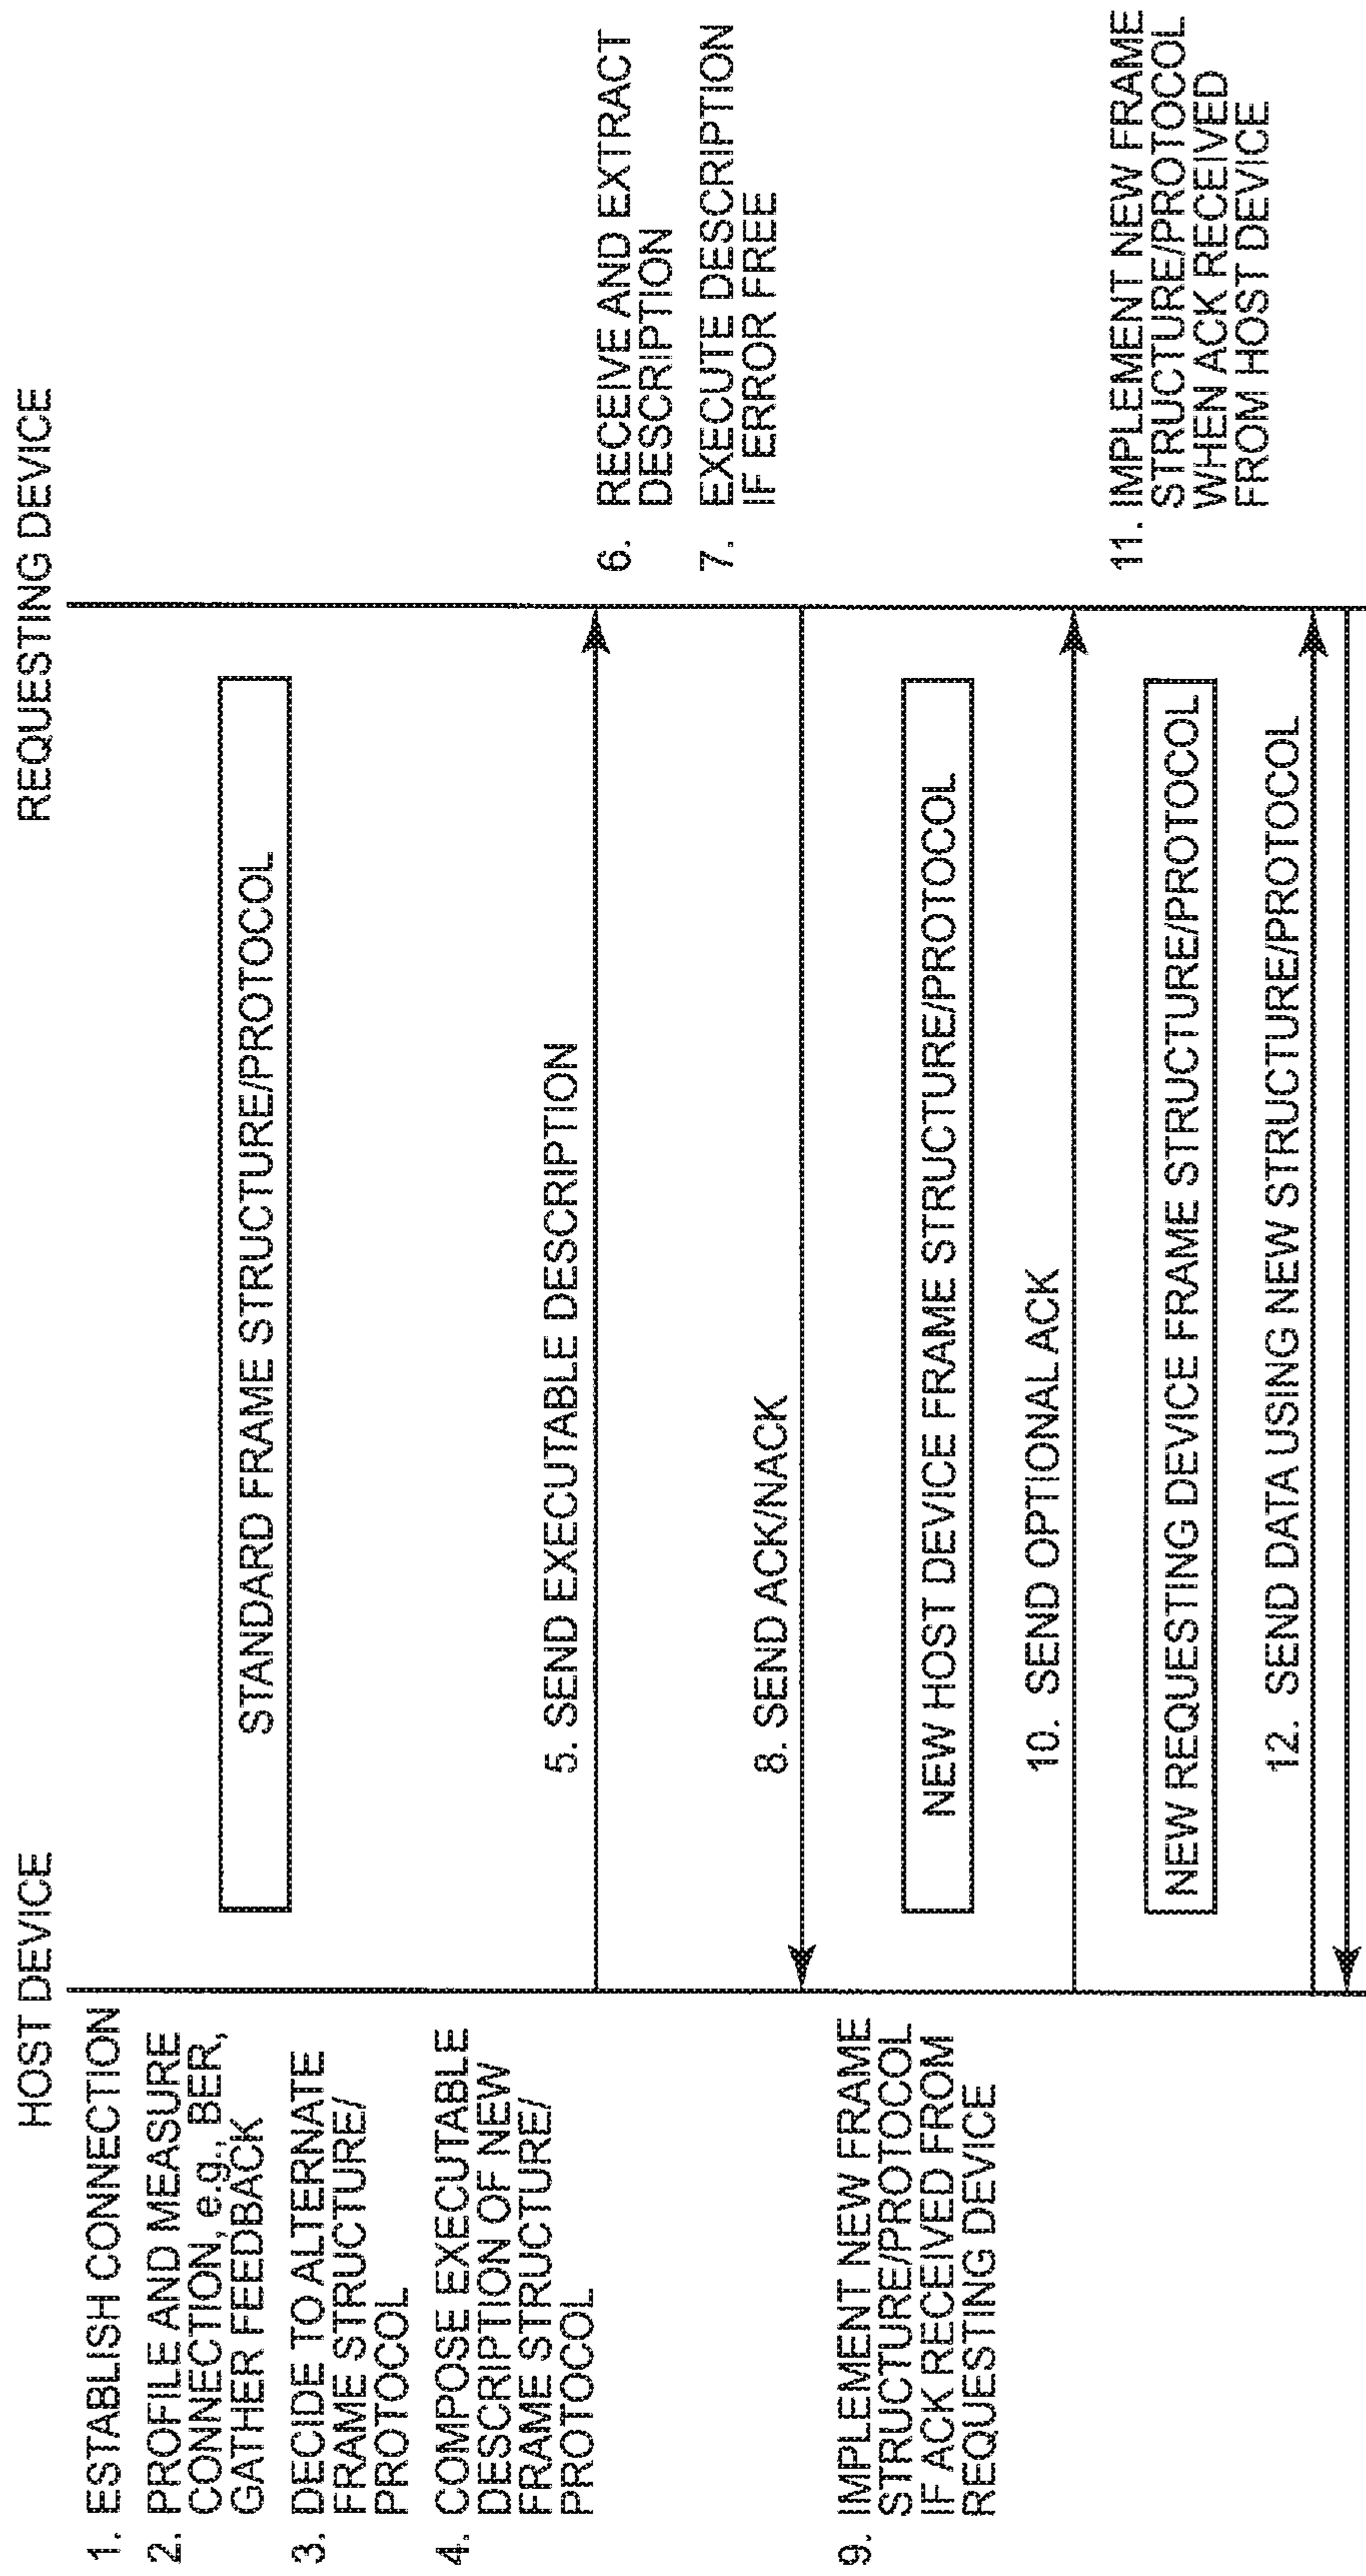 HOST DEVICE
REQUESTING DEVICE
1. ESTABLISH CONNECTION
2. PROFILE AND MEASURE
CONNECTION, e.g., BER,
GATHER FEEDBACK
STANDARD FRAME STRUCTURE/PROTOCOL
3. DECIDE TO ALTERNATE
FRAME STRUCTURE/
PROTOCOL
4. COMPOSE EXECUTABLE
DESCRIPTION OF NEW
FRAME STRUCTURE/
PROTOCOL
5. SEND EXECUTABLE DESCRIPTION
6. RECEIVE AND EXTRACT
DESCRIPTION
7. EXECUTE DESCRIPTION
IF ERROR FREE
8. SEND ACK/NACK
9. IMPLEMENT NEW FRAME
STRUCTURE/PROTOCOL
IF ACK RECEIVED FROM
REQUESTING DEVICE
NEW HOST DEVICE FRAME STRUCTURE/PROTOCOL
10. SEND OPTIONAL ACK
11. IMPLEMENT NEW FRAME
STRUCTURE/PROTOCOL
WHEN ACK RECEIVED
FROM HOST DEVICE
NEW REQUESTING DEVICE FRAME STRUCTURE/PROTOCOL
12. SEND DATA USING NEW STRUCTURE/PROTOCOL